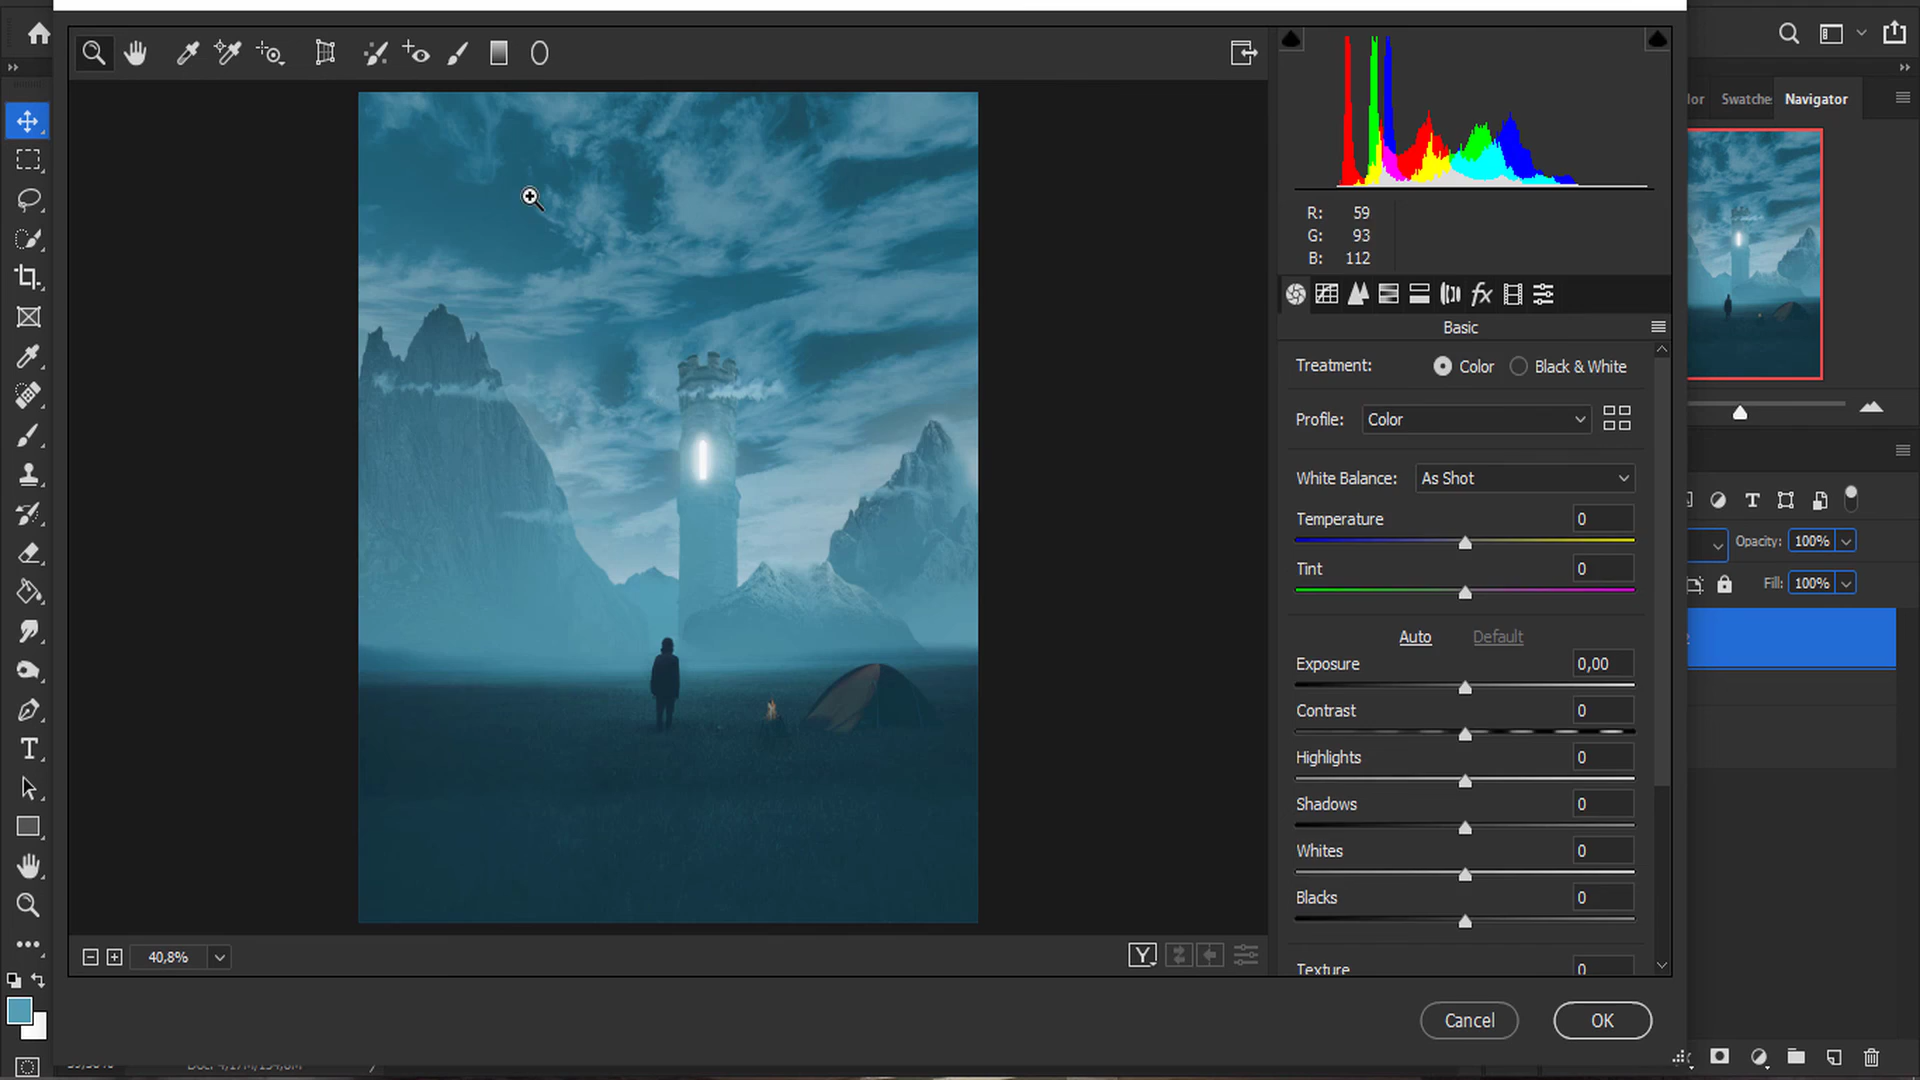 lor
Swatche
Navigator
R: 59
G: 93
B: 112
fx
Basic
Treatment: Color Black & White
Profile: Color
White Balance: As Shot
Temperature 0
Tint 0
Auto Default
Exposure 0,00
Contrast 0
Highlights 0
Shadows 0
Whites 0
Blacks 0
Texture 0
Opacity: 100%
Fill: 100%
40,8%
Y
Cancel OK